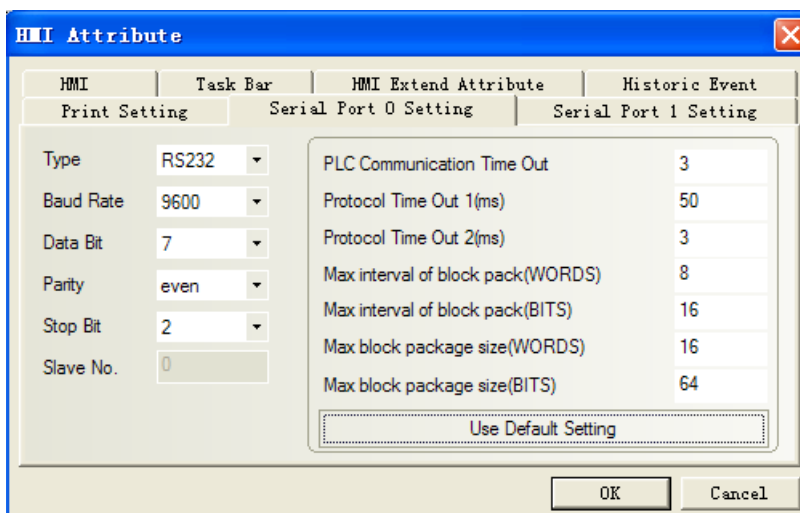 HMI Attribute
HMI Task Bar HMI Extend Attribute Historic Event
Print Setting Serial Port 0 Setting Serial Port 1 Setting
Type RS232
Baud Rate 9600
Data Bit 7
Parity even
Stop Bit 2
Slave No. 0
PLC Communication Time Out 3
Protocol Time Out 1(ms) 50
Protocol Time Out 2(ms) 3
Max interval of block pack(WORDS) 8
Max interval of block pack(BITS) 16
Max block package size(WORDS) 16
Max block package size(BITS) 64
Use Default Setting
OK Cancel